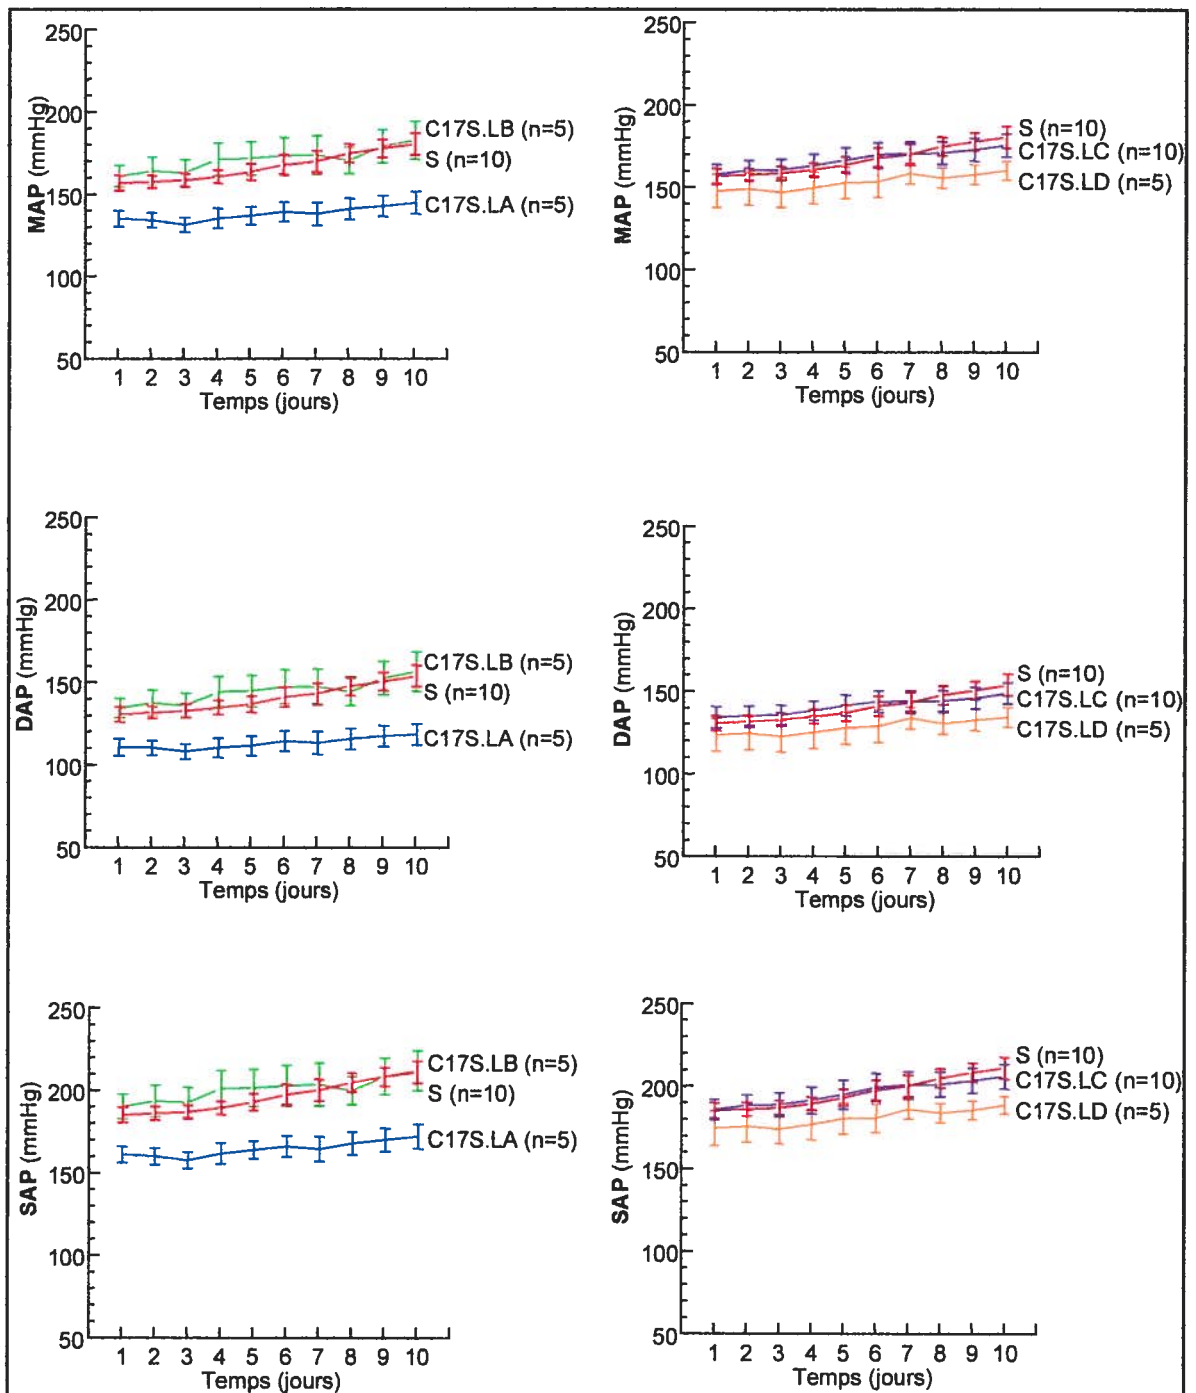 250
200
150
100
50
MAP (mmHg)
C17S.LB (n=5)
S (n=10)
C17S.LA (n=5)
1 2 3 4 5 6 7 8 9 10
Temps (jours)
250
200
150
100
50
MAP (mmHg)
S (n=10)
C17S.LC (n=10)
C17S.LD (n=5)
1 2 3 4 5 6 7 8 9 10
Temps (jours)
250
200
150
100
50
DAP (mmHg)
C17S.LB (n=5)
S (n=10)
C17S.LA (n=5)
1 2 3 4 5 6 7 8 9 10
Temps (jours)
250
200
150
100
50
DAP (mmHg)
S (n=10)
C17S.LC (n=10)
C17S.LD (n=5)
1 2 3 4 5 6 7 8 9 10
Temps (jours)
250
200
150
100
50
SAP (mmHg)
C17S.LB (n=5)
S (n=10)
C17S.LA (n=5)
1 2 3 4 5 6 7 8 9 10
Temps (jours)
250
200
150
100
50
SAP (mmHg)
S (n=10)
C17S.LC (n=10)
C17S.LD (n=5)
1 2 3 4 5 6 7 8 9 10
Temps (jours)